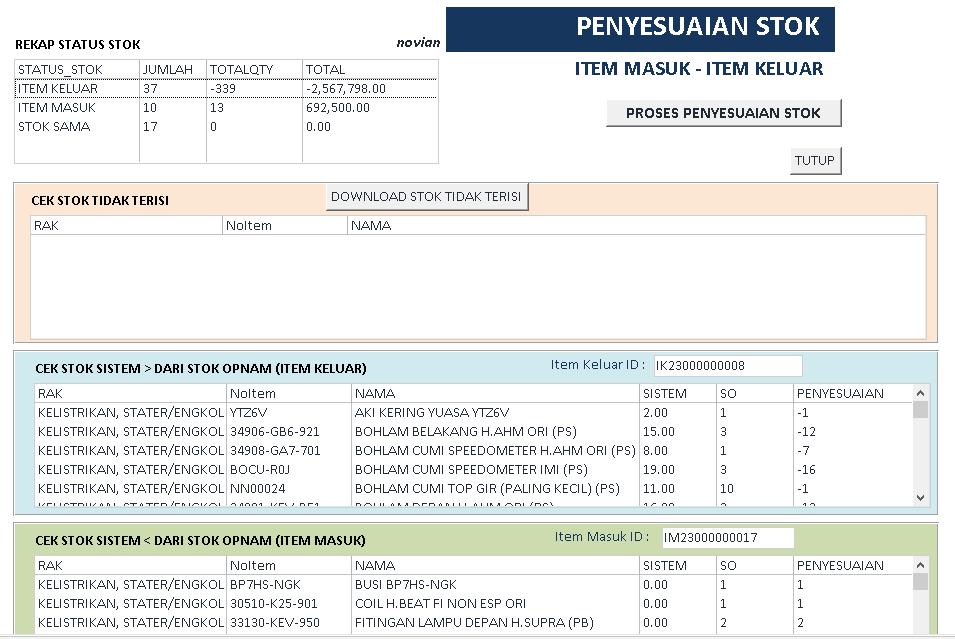 PENYESUAIAN STOK
REKAP STATUS STOK novian
ITEM MASUK - ITEM KELUAR
STATUS_STOK JUMLAH TOTALQTY TOTAL
ITEM KELUAR 37 -339 -2,567,798.00
ITEM MASUK 10 13 692,500.00
STOK SAMA 17 0 0.00
PROSES PENYESUAIAN STOK
TUTUP
CEK STOK TIDAK TERISI DOWNLOAD STOK TIDAK TERISI
RAK NoItem NAMA
CEK STOK SISTEM > DARI STOK OPNAM (ITEM KELUAR) Item Keluar ID : IK23000000008
RAK NoItem NAMA SISTEM SO PENYESUAIAN
KELISTRIKAN, STATER/ENGKOL YTZ6V AKI KERING YUASA YTZ6V 2.00 1 -1
KELISTRIKAN, STATER/ENGKOL 34906-GB6-921 BOHLAM BELAKANG H.AHM ORI (PS) 15.00 3 -12
KELISTRIKAN, STATER/ENGKOL 34908-GA7-701 BOHLAM CUMI SPEEDOMETER H.AHM ORI (PS) 8.00 1 -7
KELISTRIKAN, STATER/ENGKOL BOCU-R0J BOHLAM CUMI SPEEDOMETER IMI (PS) 19.00 3 -16
KELISTRIKAN, STATER/ENGKOL NN00024 BOHLAM CUMI TOP GIR (PALING KECIL) (PS) 11.00 10 -1
CEK STOK SISTEM < DARI STOK OPNAM (ITEM MASUK) Item Masuk ID : IM23000000017
RAK NoItem NAMA SISTEM SO PENYESUAIAN
KELISTRIKAN, STATER/ENGKOL BP7HS-NGK BUSI BP7HS-NGK 0.00 1 1
KELISTRIKAN, STATER/ENGKOL 30510-K25-901 COIL H.BEAT FI NON ESP ORI 0.00 1 1
KELISTRIKAN, STATER/ENGKOL 33130-KEV-950 FITINGAN LAMPU DEPAN H.SUPRA (PB) 0.00 2 2